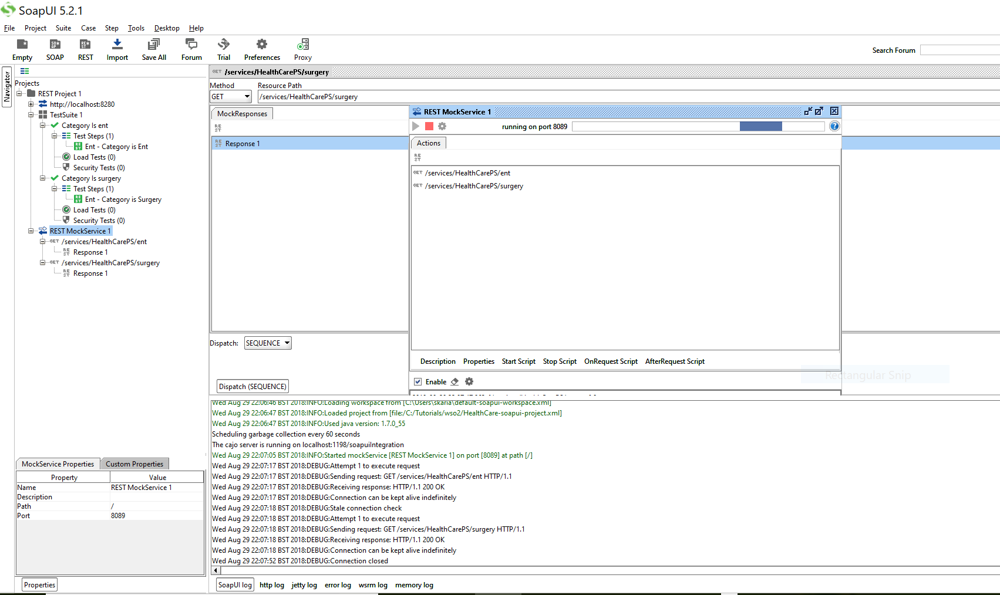 SoapUI 5.2.1
File Project Suite Case Step Tools Desktop Help
Empty SOAP REST Import Save All Forum Trial Preferences Proxy
Search Forum
Navigator
Projects
REST Project 1
http://localhost:8280
TestSuite 1
Category Is ent
Test Steps (1)
Ent - Category is Ent
Load Tests (0)
Security Tests (0)
Category Is surgery
Test Steps (1)
Ent - Category is Surgery
Load Tests (0)
Security Tests (0)
REST MockService 1
GET /services/HealthCarePS/ent
Response 1
GET /services/HealthCarePS/surgery
Response 1
MockService Properties Custom Properties
Property Value
Name REST MockService 1
Description
Path /
Port 8089
Properties
GET /services/HealthCarePS/surgery
Method Resource Path
GET /services/HealthCarePS/surgery
MockResponses
Response 1
Dispatch: SEQUENCE
Dispatch (SEQUENCE)
REST MockService 1
running on port 8089
Actions
GET /services/HealthCarePS/ent
GET /services/HealthCarePS/surgery
Description Properties Start Script Stop Script OnRequest Script AfterRequest Script
Enable
Rectangular Snip
Wed Aug 29 22:06:46 BST 2018:INFO:Loading workspace from [C:\Users\skaria\default-soapui-workspace.xml]
Wed Aug 29 22:06:47 BST 2018:INFO:Loaded project from [file:/C:/Tutorials/wso2/HealthCare-soapui-project.xml]
Wed Aug 29 22:06:47 BST 2018:INFO:Used java version: 1.7.0_55
Scheduling garbage collection every 60 seconds
The cajo server is running on localhost:1198/soapuiIntegration
Wed Aug 29 22:07:05 BST 2018:INFO:Started mockService [REST MockService 1] on port [8089] at path [/]
Wed Aug 29 22:07:17 BST 2018:DEBUG:Attempt 1 to execute request
Wed Aug 29 22:07:17 BST 2018:DEBUG:Sending request: GET /services/HealthCarePS/ent HTTP/1.1
Wed Aug 29 22:07:17 BST 2018:DEBUG:Receiving response: HTTP/1.1 200 OK
Wed Aug 29 22:07:17 BST 2018:DEBUG:Connection can be kept alive indefinitely
Wed Aug 29 22:07:18 BST 2018:DEBUG:Stale connection check
Wed Aug 29 22:07:18 BST 2018:DEBUG:Attempt 1 to execute request
Wed Aug 29 22:07:18 BST 2018:DEBUG:Sending request: GET /services/HealthCarePS/surgery HTTP/1.1
Wed Aug 29 22:07:18 BST 2018:DEBUG:Receiving response: HTTP/1.1 200 OK
Wed Aug 29 22:07:18 BST 2018:DEBUG:Connection can be kept alive indefinitely
Wed Aug 29 22:07:52 BST 2018:DEBUG:Connection closed
SoapUI log http log jetty log error log wsrm log memory log